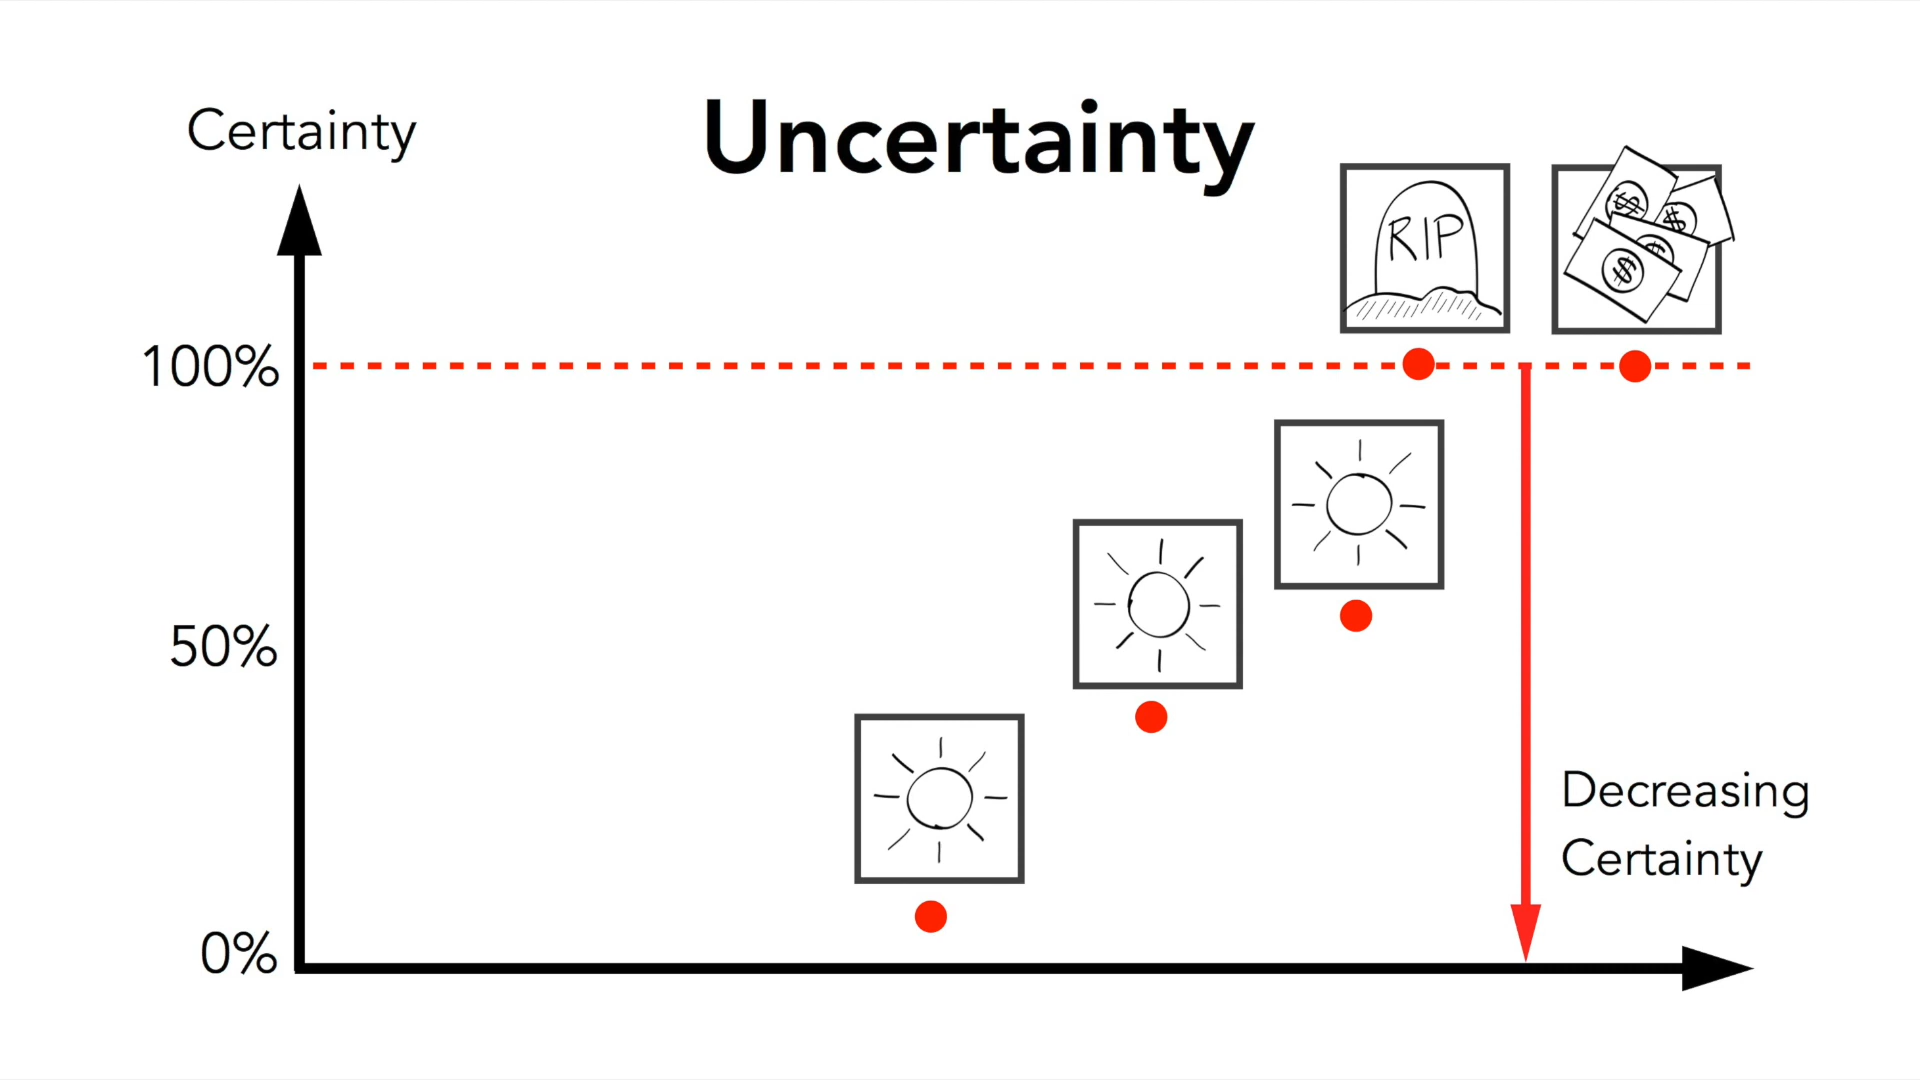 Certainty
Uncertainty
RIP
$
$
$
$
100%
50%
0%
Decreasing
Certainty